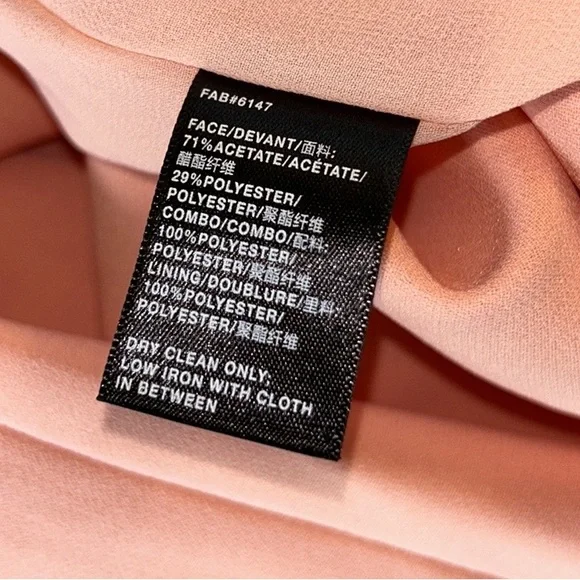 FAB#6147
FACE/DEVANT/面料:
71%ACETATE/ACÉTATE/
醋酯纤维
29%POLYESTER/
POLYESTER/聚酯纤维
COMBO/COMBO/配料:
100%POLYESTER/
POLYESTER/聚酯纤维
LINING/DOUBLURE/里料:
100%POLYESTER/
POLYESTER/聚酯纤维
DRY CLEAN ONLY,
LOW IRON WITH CLOTH
IN BETWEEN